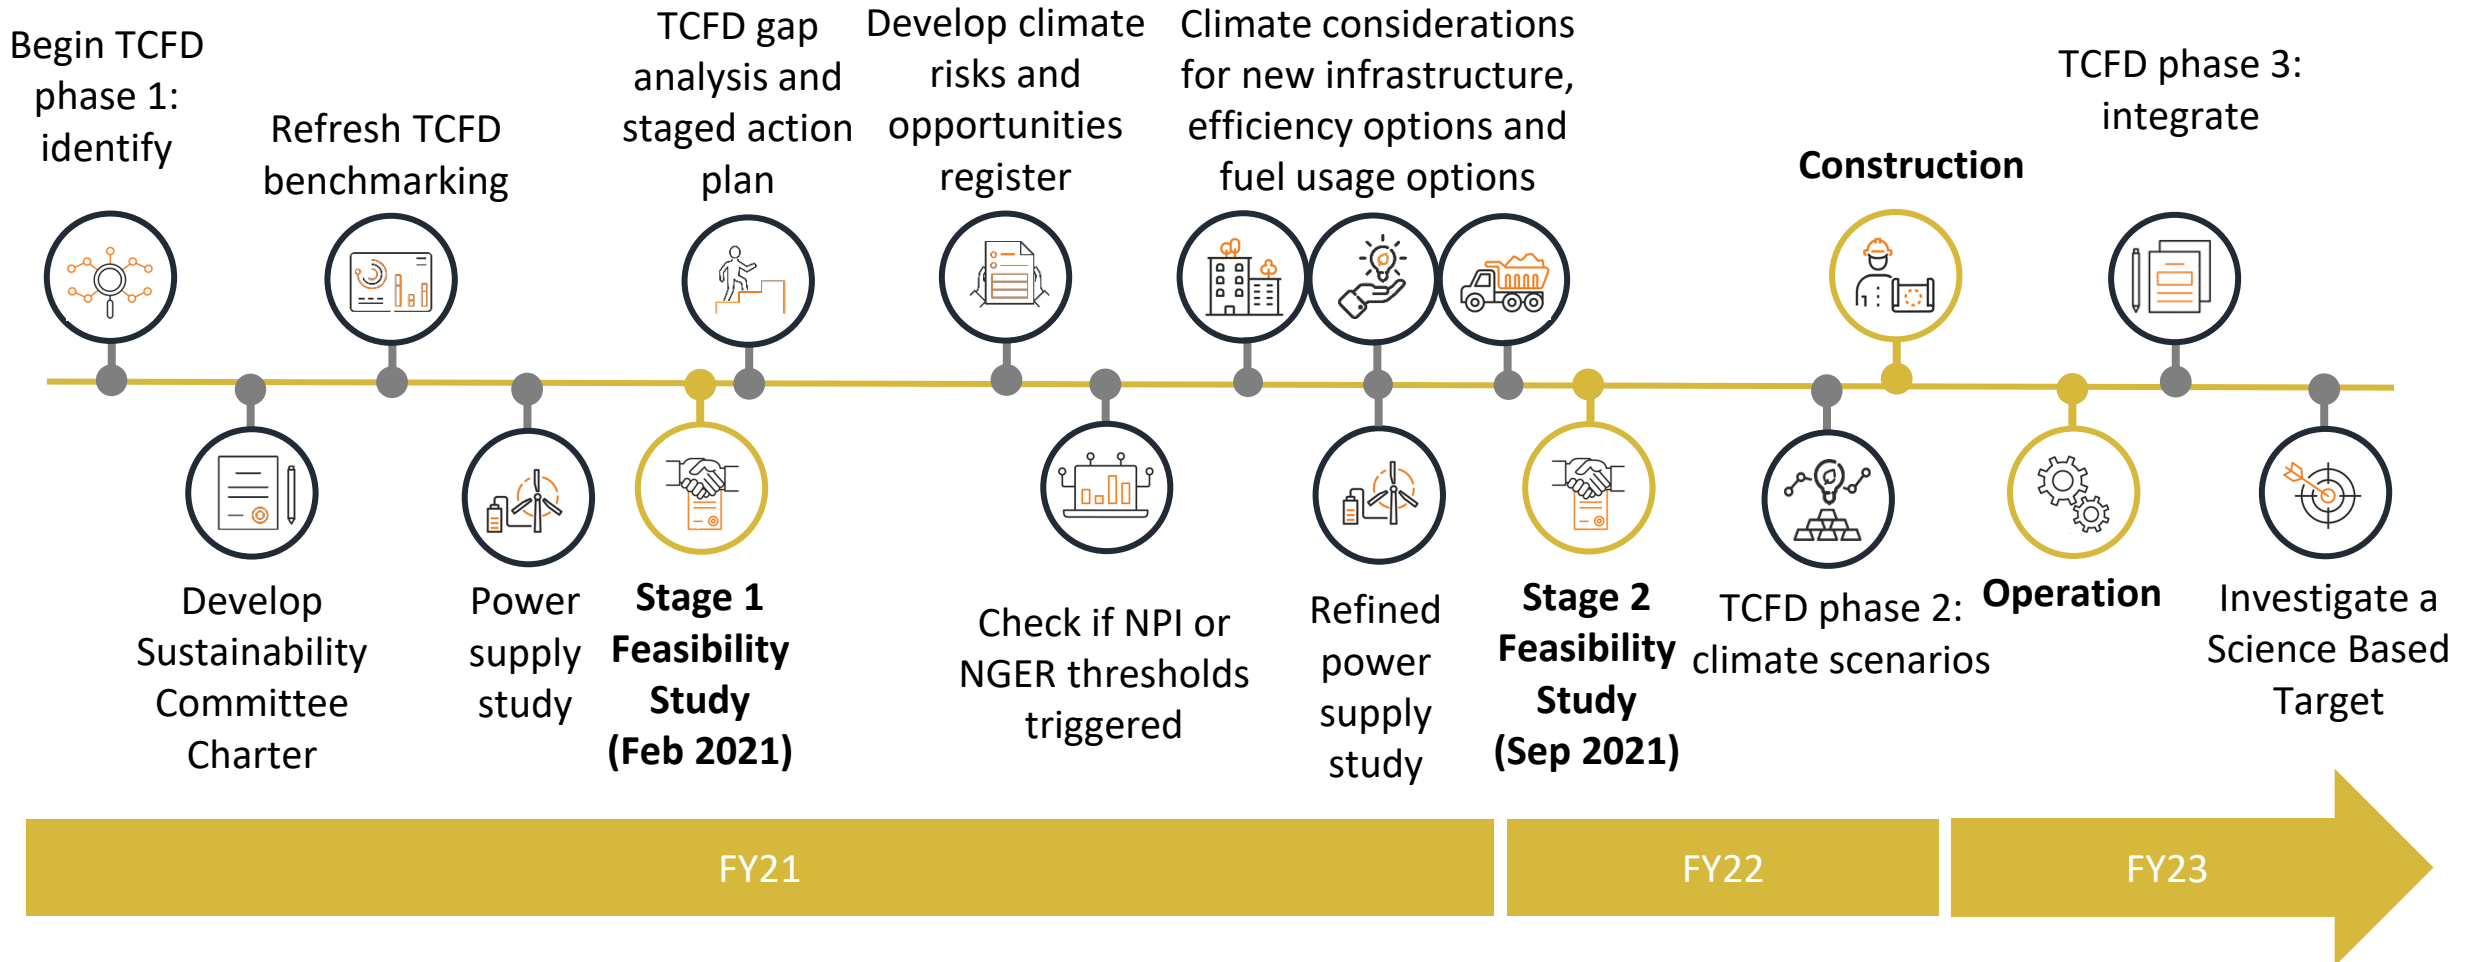 Begin TCFD
phase 1:
identify
Refresh TCFD
benchmarking
TCFD gap
analysis and
staged action
plan
Develop climate
risks and
opportunities
register
Climate considerations
for new infrastructure,
efficiency options and
fuel usage options
Construction
TCFD phase 3:
integrate
Develop
Sustainability
Committee
Charter
Power
supply
study
Stage 1
Feasibility
Study
(Feb 2021)
Check if NPI or
NGER thresholds
triggered
Refined
power
supply
study
Stage 2
Feasibility
Study
(Sep 2021)
TCFD phase 2:
climate scenarios
Operation
Investigate a
Science Based
Target
FY21
FY22
FY23